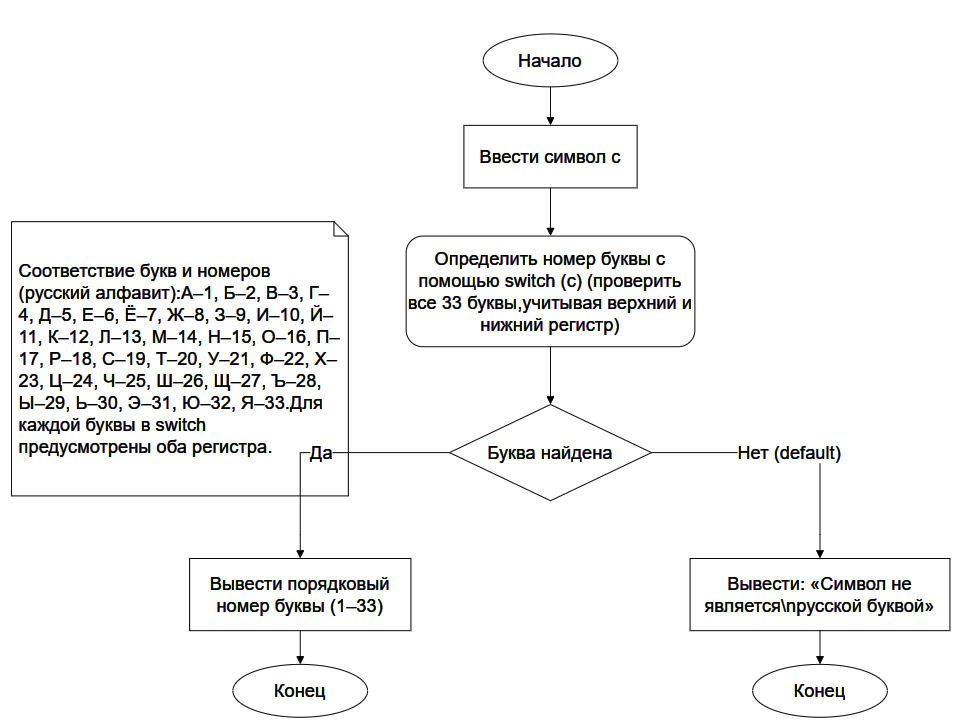 Начало
Ввести символ с
Определить номер буквы с
помощью switch (c) (проверить
все 33 буквы,учитывая верхний и
нижний регистр)
Соответствие букв и номеров
(русский алфавит):А–1, Б–2, В–3, Г–
4, Д–5, Е–6, Ё–7, Ж–8, З–9, И–10, Й–
11, К–12, Л–13, М–14, Н–15, О–16, П–
17, Р–18, С–19, Т–20, У–21, Ф–22, Х–
23, Ц–24, Ч–25, Ш–26, Щ–27, Ъ–28,
Ы–29, Ь–30, Э–31, Ю–32, Я–33.Для
каждой буквы в switch
предусмотрены оба регистра.
Буква найдена
Да
Нет (default)
Вывести порядковый
номер буквы (1–33)
Вывести: «Символ не
является\nрусской буквой»
Конец
Конец